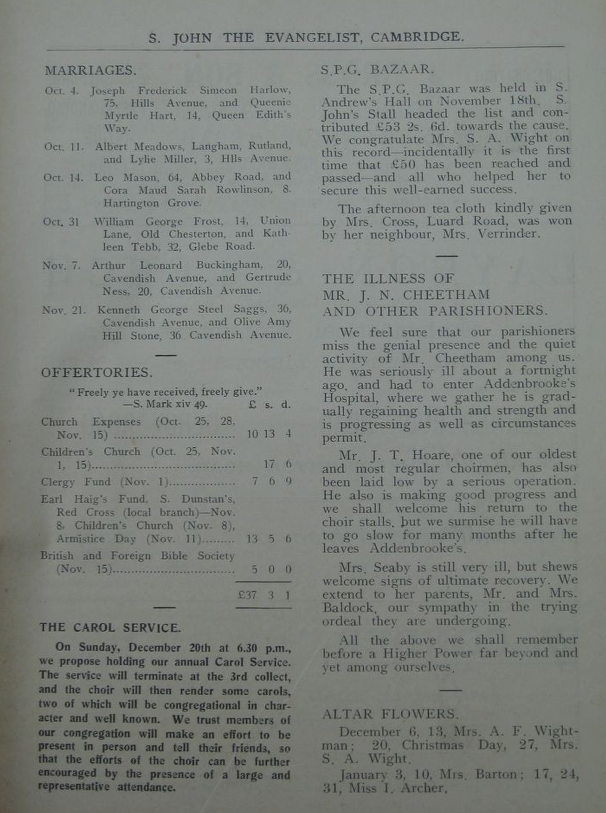 S. JOHN THE EVANGELIST, CAMBRIDGE.
MARRIAGES.
Oct. 4. Joseph Frederick Simeon Harlow,
75, Hills Avenue, and Queenie
Myrtle Hart, 14, Queen Edith's
Way.
Oct. 11. Albert Meadows, Langham, Rutland,
and Lylie Miller, 3, Hlls Avenue.
Oct. 14. Leo Mason, 64, Abbey Road, and
Cora Maud Sarah Rowlinson, 8,
Hartington Grove.
Oct. 31 William George Frost, 14, Union
Lane, Old Chesterton, and Kath-
leen Tebb, 32, Glebe Road.
Nov. 7. Arthur Leonard Buckingham, 20,
Cavendish Avenue, and Gertrude
Ness, 20, Cavendish Avenue.
Nov. 21. Kenneth George Steel Saggs, 36,
Cavendish Avenue, and Olive Amy
Hill Stone, 36 Cavendish Avenue.
OFFERTORIES.
"Freely ye have received, freely give."
—S. Mark xiv 49. £ s. d.
Church Expenses (Oct. 25, 28,
Nov. 15) ................................ 10 13 4
Children's Church (Oct. 25, Nov.
1, 15)..................................... 17 6
Clergy Fund (Nov. 1).................. 7 6 9
Earl Haig's Fund, S. Dunstan's,
Red Cross (local branch)—Nov.
8, Children's Church (Nov. 8),
Armistice Day (Nov. 11)......... 13 5 6
British and Foreign Bible Society
(Nov. 15)................................ 5 0 0
£37 3 1
THE CAROL SERVICE.
On Sunday, December 20th at 6.30 p.m.,
we propose holding our annual Carol Service.
The service will terminate at the 3rd collect,
and the choir will then render some carols,
two of which will be congregational in char-
acter and well known. We trust members of
our congregation will make an effort to be
present in person and tell their friends, so
that the efforts of the choir can be further
encouraged by the presence of a large and
representative attendance.
S.P.G. BAZAAR.
The S.P.G. Bazaar was held in S.
Andrew's Hall on November 18th. S.
John's Stall headed the list and con-
tributed £53 2s. 6d. towards the cause.
We congratulate Mrs. S. A. Wight on
this record—incidentally it is the first
time that £50 has been reached and
passed—and all who helped her to
secure this well-earned success.
The afternoon tea cloth kindly given
by Mrs. Cross, Luard Road, was won
by her neighbour, Mrs. Verrinder.
THE ILLNESS OF
MR. J. N. CHEETHAM
AND OTHER PARISHIONERS.
We feel sure that our parishioners
miss the genial presence and the quiet
activity of Mr. Cheetham among us.
He was seriously ill about a fortnight
ago, and had to enter Addenbrooke's
Hospital, where we gather he is grad-
ually regaining health and strength and
is progressing as well as circumstances
permit.
Mr. J. T. Hoare, one of our oldest
and most regular choirmen, has also
been laid low by a serious operation.
He also is making good progress and
we shall welcome his return to the
choir stalls, but we surmise he will have
to go slow for many months after he
leaves Addenbrooke's.
Mrs. Seaby is still very ill, but shews
welcome signs of ultimate recovery. We
extend to her parents, Mr. and Mrs.
Baldock, our sympathy in the trying
ordeal they are undergoing.
All the above we shall remember
before a Higher Power far beyond and
yet among ourselves.
ALTAR FLOWERS.
December 6, 13, Mrs. A. F. Wight-
man; 20, Christmas Day, 27, Mrs.
S. A. Wight.
January 3, 10, Mrs. Barton; 17, 24,
31, Miss I. Archer.